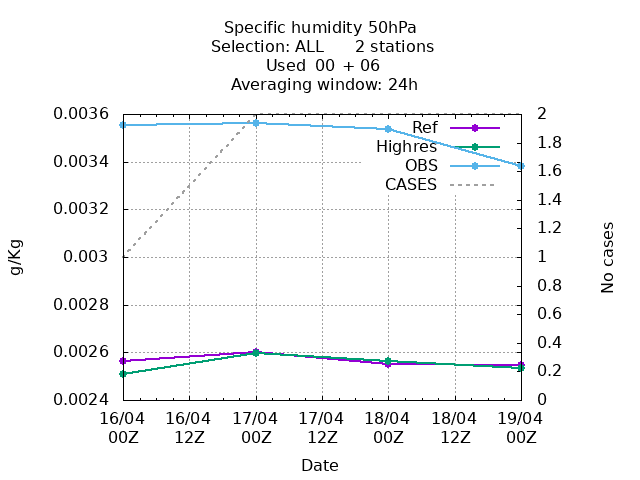 Specific humidity 50hPa
Selection: ALL 2 stations
Used 00 + 06
Averaging window: 24h
g/Kg
0.0036
0.0034
0.0032
0.003
0.0028
0.0026
0.0024
Ref
Highres
OBS
CASES
2
1.8
1.6
1.4
1.2
1
0.8
0.6
0.4
0.2
0
No cases
16/04 16/04 17/04 17/04 18/04 18/04 19/04
00Z 12Z 00Z 12Z 00Z 12Z 00Z
Date